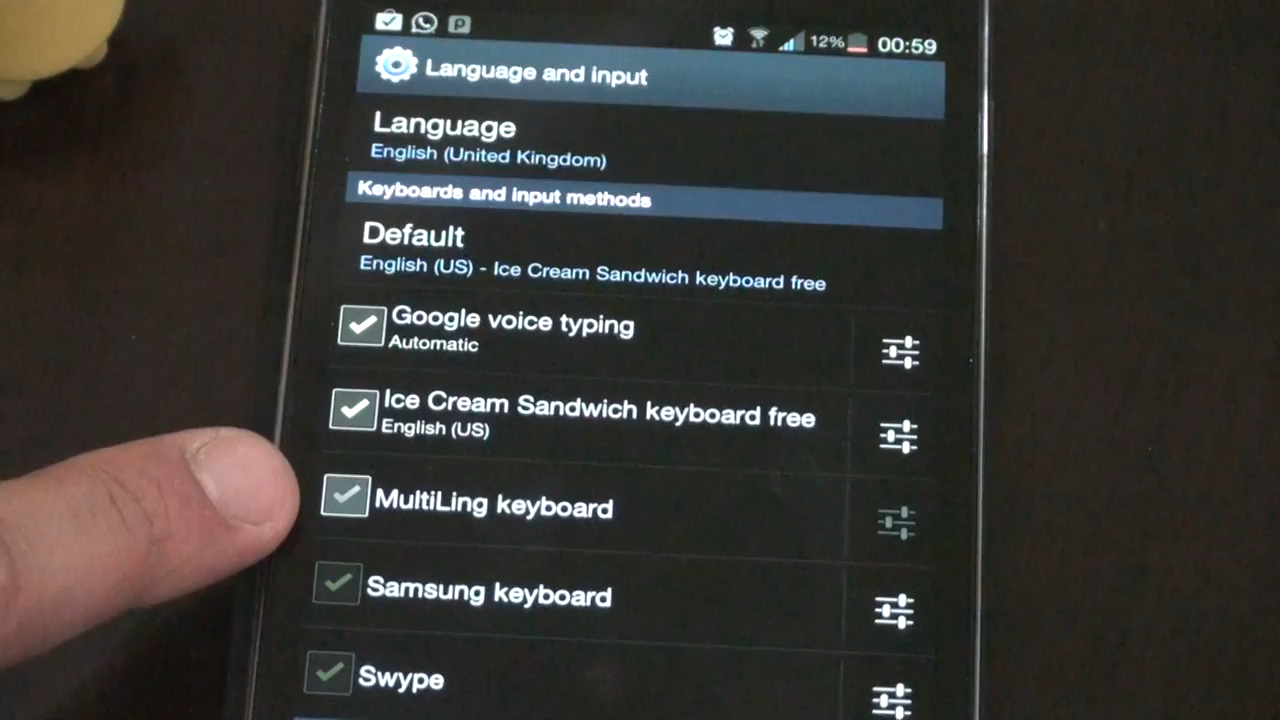 12% 00:59
Language and input
Language
English (United Kingdom)
Keyboards and input methods
Default
English (US) - Ice Cream Sandwich keyboard free
Google voice typing
Automatic
Ice Cream Sandwich keyboard free
English (US)
MultiLing keyboard
Samsung keyboard
Swype